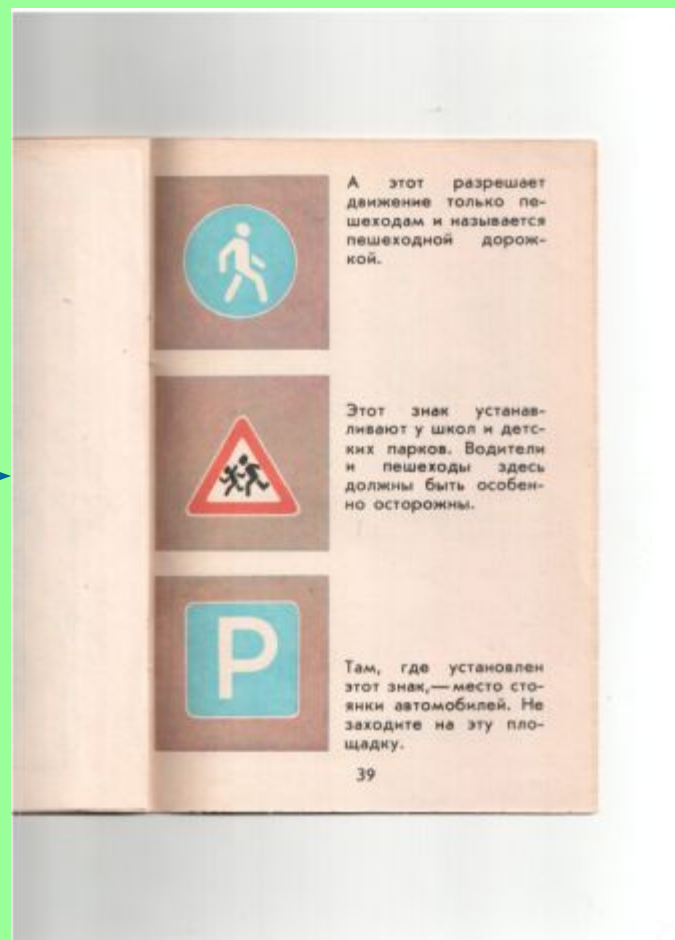 А этот разрешает
движение только пе-
шеходам и называется
пешеходной дорож-
кой.
Этот знак устанав-
ливают у школ и детс-
ких парков. Водители
и пешеходы здесь
должны быть особен-
но осторожны.
P
Там, где установлен
этот знак,— место сто-
янки автомобилей. Не
заходите на эту пло-
щадку.
39